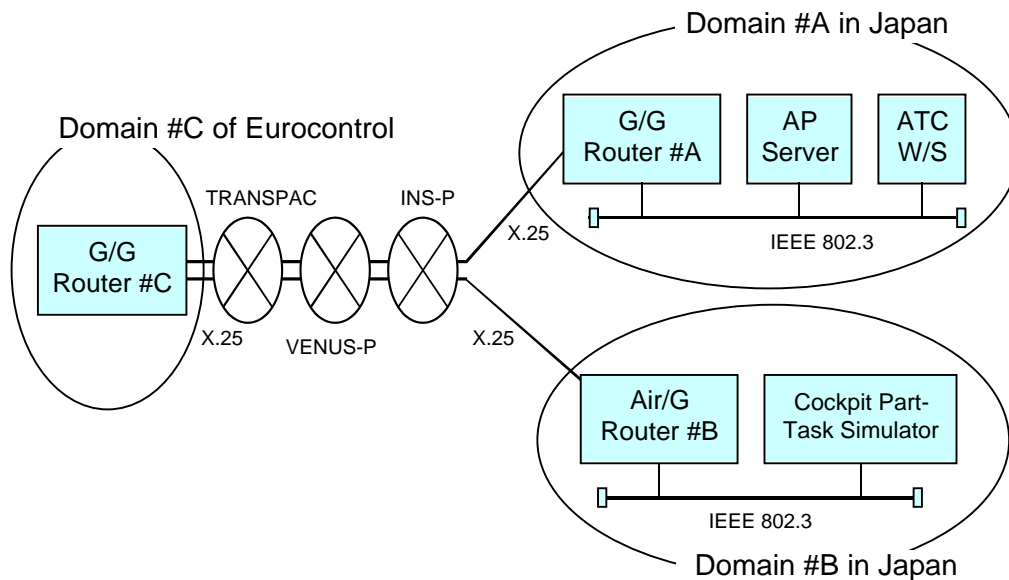 Domain #A in Japan
G/G
Router #A
AP
Server
ATC
W/S
IEEE 802.3
X.25
Domain #C of Eurocontrol
G/G
Router #C
X.25
TRANSPAC
VENUS-P
INS-P
X.25
Air/G
Router #B
Cockpit Part-
Task Simulator
IEEE 802.3
Domain #B in Japan